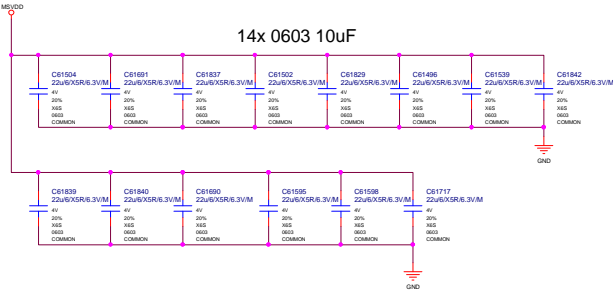 MSVDD
14x 0603 10uF
C61504
22u/6/X5R/6.3V/M
4V
20%
X6S
0603
COMMON
C61691
22u/6/X5R/6.3V/M
4V
20%
X6S
0603
COMMON
C61837
22u/6/X5R/6.3V/M
4V
20%
X6S
0603
COMMON
C61502
22u/6/X5R/6.3V/M
4V
20%
X6S
0603
COMMON
C61829
22u/6/X5R/6.3V/M
4V
20%
X6S
0603
COMMON
C61496
22u/6/X5R/6.3V/M
4V
20%
X6S
0603
COMMON
C61539
22u/6/X5R/6.3V/M
4V
20%
X6S
0603
COMMON
C61842
22u/6/X5R/6.3V/M
4V
20%
X6S
0603
COMMON
GND
C61839
22u/6/X5R/6.3V/M
4V
20%
X6S
0603
COMMON
C61840
22u/6/X5R/6.3V/M
4V
20%
X6S
0603
COMMON
C61690
22u/6/X5R/6.3V/M
4V
20%
X6S
0603
COMMON
C61595
22u/6/X5R/6.3V/M
4V
20%
X6S
0603
COMMON
C61598
22u/6/X5R/6.3V/M
4V
20%
X6S
0603
COMMON
C61717
22u/6/X5R/6.3V/M
4V
20%
X6S
0603
COMMON
GND